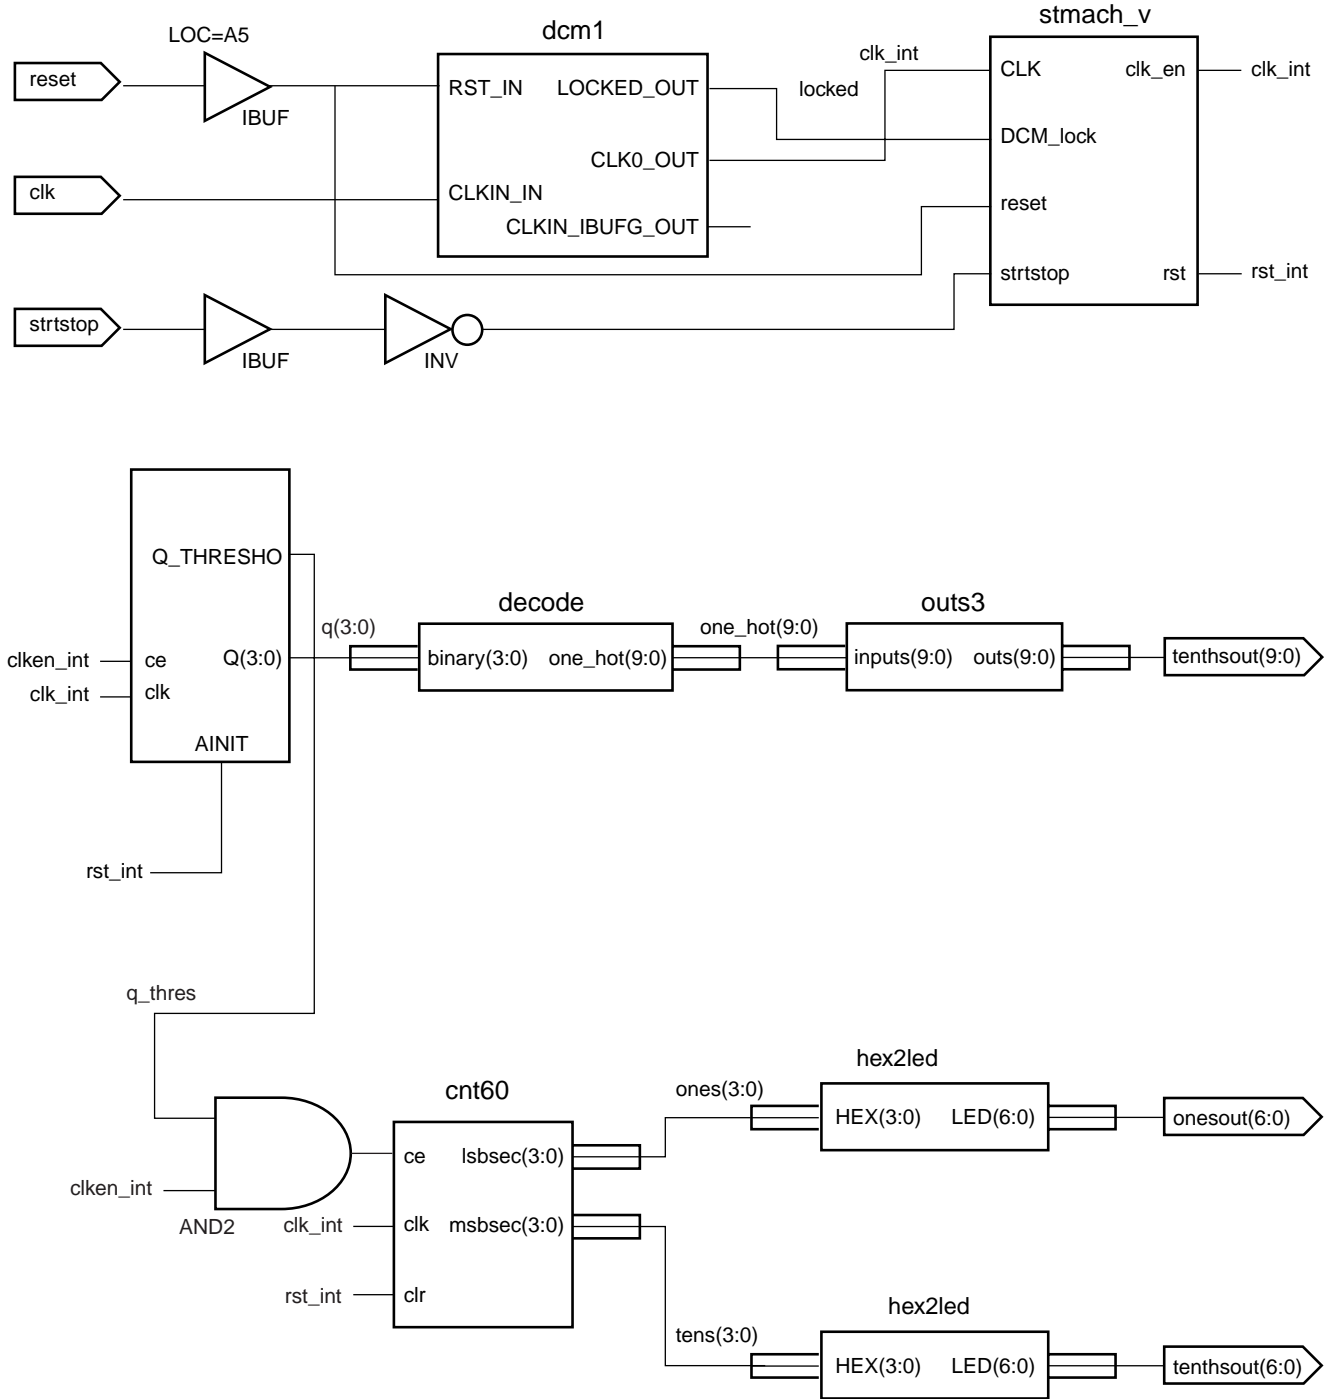 stmach_v
dcm1
LOC=A5
reset
IBUF
RST_IN
LOCKED_OUT
locked
clk_int
CLK
clk_en
clk_int
DCM_lock
CLK0_OUT
clk
CLKIN_IN
CLKIN_IBUFG_OUT
reset
strtstop
rst
rst_int
strtstop
IBUF
INV
Q_THRESHO
decode
outs3
q(3:0)
one_hot(9:0)
clken_int
ce
Q(3:0)
binary(3:0)
one_hot(9:0)
inputs(9:0)
outs(9:0)
tenthsout(9:0)
clk_int
clk
AINIT
rst_int
q_thres
hex2led
cnt60
ones(3:0)
HEX(3:0)
LED(6:0)
onesout(6:0)
ce
lsbsec(3:0)
clken_int
AND2
clk_int
clk
msbsec(3:0)
rst_int
clr
hex2led
tens(3:0)
HEX(3:0)
LED(6:0)
tenthsout(6:0)